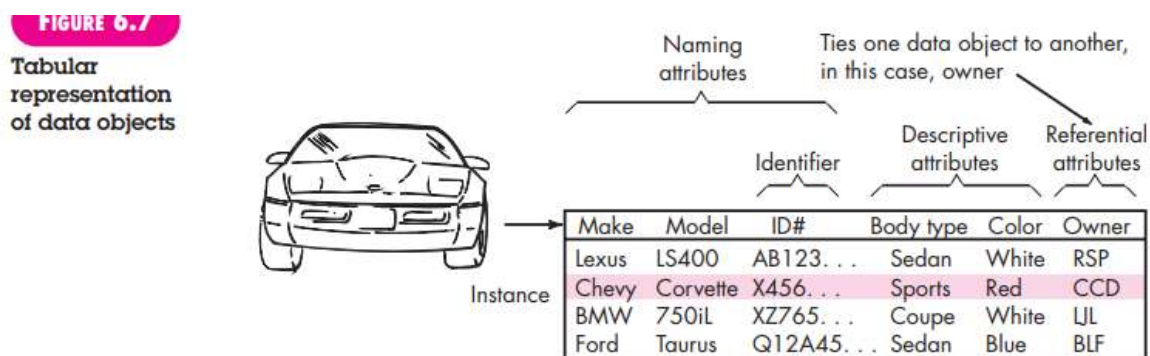 FIGURE 6.7
Tabular
representation
of data objects
Naming
attributes
Ties one data object to another,
in this case, owner
Identifier
Descriptive
attributes
Referential
attributes
Make Model ID# Body type Color Owner
Lexus LS400 AB123. . . Sedan White RSP
Instance
Chevy Corvette X456. . . Sports Red CCD
BMW 750iL XZ765. . . Coupe White LJL
Ford Taurus Q12A45. . . Sedan Blue BLF